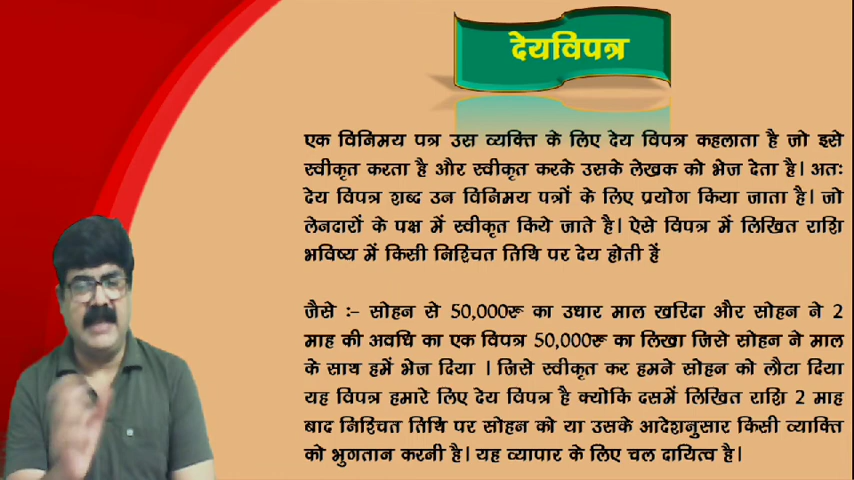 देयविपत्र
एक विनिमय पत्र उस व्यक्ति के लिए देय विपत्र कहलाता है जो इसे
स्वीकृत करता है और स्वीकृत करके उसके लेखक को भेज देता है। अतः
देय विपत्र शब्द उन विनिमय पत्रों के लिए प्रयोग किया जाता है। जो
लेनदारों के पक्ष में स्वीकृत किये जाते है। ऐसे विपत्र में लिखित राशि
भविष्य में किसी निश्चित तिथि पर देय होती हें
जैसे :- सोहन से 50,000रू का उधार माल खरिदा और सोहन ने 2
माह की अवधि का एक विपत्र 50,000रू का लिखा जिसे सोहन ने माल
के साथ हमें भेज दिया । जिसे स्वीकृत कर हमने सोहन को लौटा दिया
यह विपत्र हमारे लिए देय विपत्र है क्योकि दसमें लिखित राशि 2 माह
बाद निश्चित तिथि पर सोहन को या उसके आदेशनुसार किसी व्याक्ति
को भुगतान करनी है। यह व्यापार के लिए चल दायित्व है।